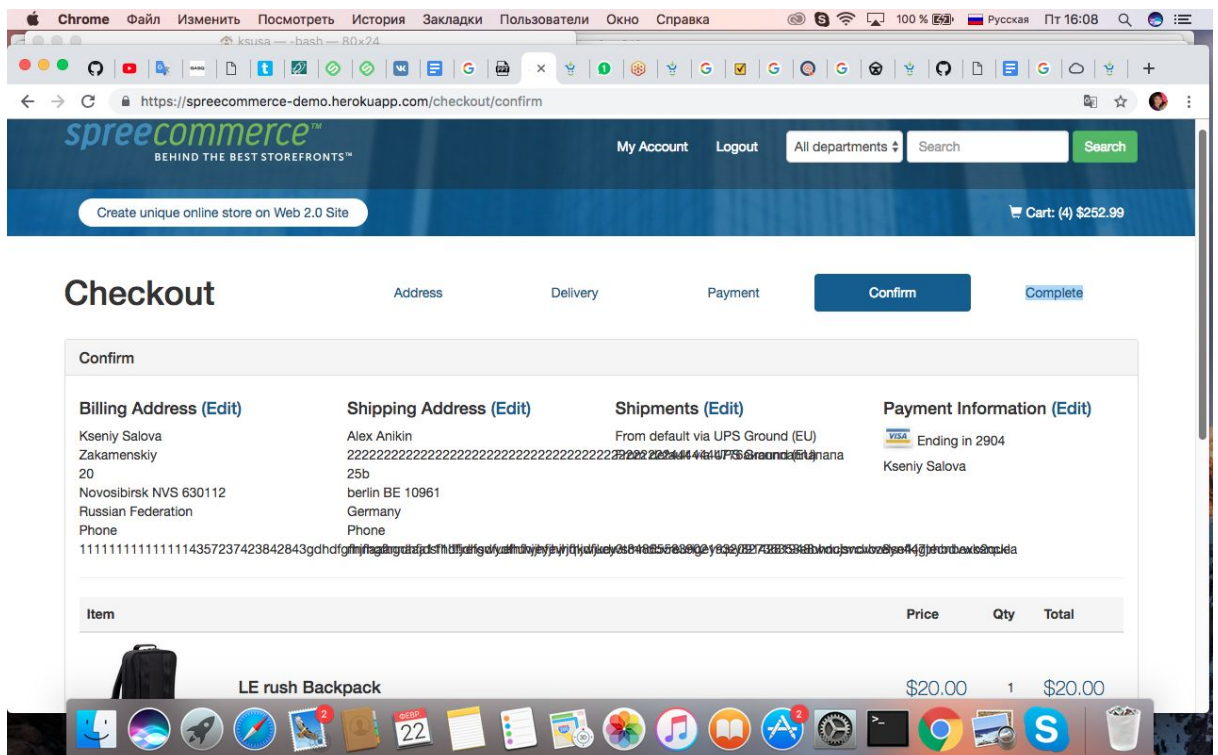 Chrome Файл Изменить Посмотреть История Закладки Пользователи Окно Справка 100 % Русская Пт 16:08
ksusa — -bash — 80×24
https://spreecommerce-demo.herokuapp.com/checkout/confirm
spreecommerce™
BEHIND THE BEST STOREFRONTS™
My Account Logout All departments Search Search
Create unique online store on Web 2.0 Site
Cart: (4) $252.99
Checkout
Address Delivery Payment Confirm Complete
Confirm
Billing Address (Edit)
Kseniy Salova
Zakamenskiy
20
Novosibirsk NVS 630112
Russian Federation
Phone
Shipping Address (Edit)
Alex Anikin
25b
berlin BE 10961
Germany
Phone
Shipments (Edit)
From default via UPS Ground (EU)
Payment Information (Edit)
VISA Ending in 2904
Kseniy Salova
Item Price Qty Total
LE rush Backpack $20.00 1 $20.00
2
ФЕВР.
22
2